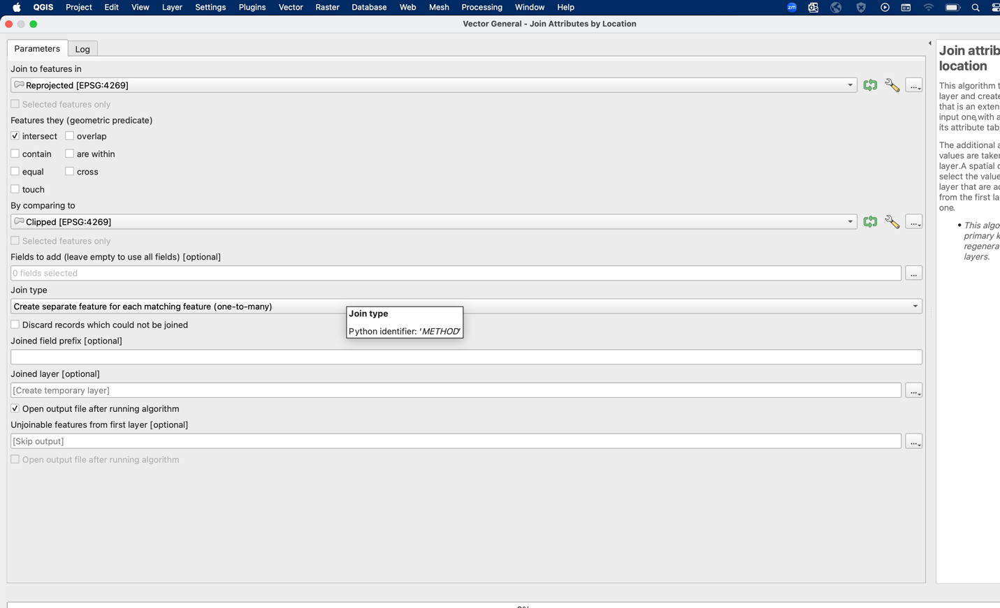 QGIS Project Edit View Layer Settings Plugins Vector Raster Database Web Mesh Processing Window Help zm
Vector General - Join Attributes by Location
Parameters Log
Join to features in
Reprojected [EPSG:4269]
...
Selected features only
Features they (geometric predicate)
intersect overlap
contain are within
equal cross
touch
By comparing to
Clipped [EPSG:4269]
...
Selected features only
Fields to add (leave empty to use all fields) [optional]
0 fields selected
...
Join type
Create separate feature for each matching feature (one-to-many)
Join type
Python identifier: 'METHOD'
Discard records which could not be joined
Joined field prefix [optional]
Joined layer [optional]
[Create temporary layer]
...
Open output file after running algorithm
Unjoinable features from first layer [optional]
[Skip output]
...
Open output file after running algorithm
Join attrib
location
This algorithm t
layer and create
that is an exten
input one, with a
its attribute tab
The additional a
values are take
layer. A spatial c
select the value
layer that are a
from the first la
one.
• This algo
primary k
regenera
layers.